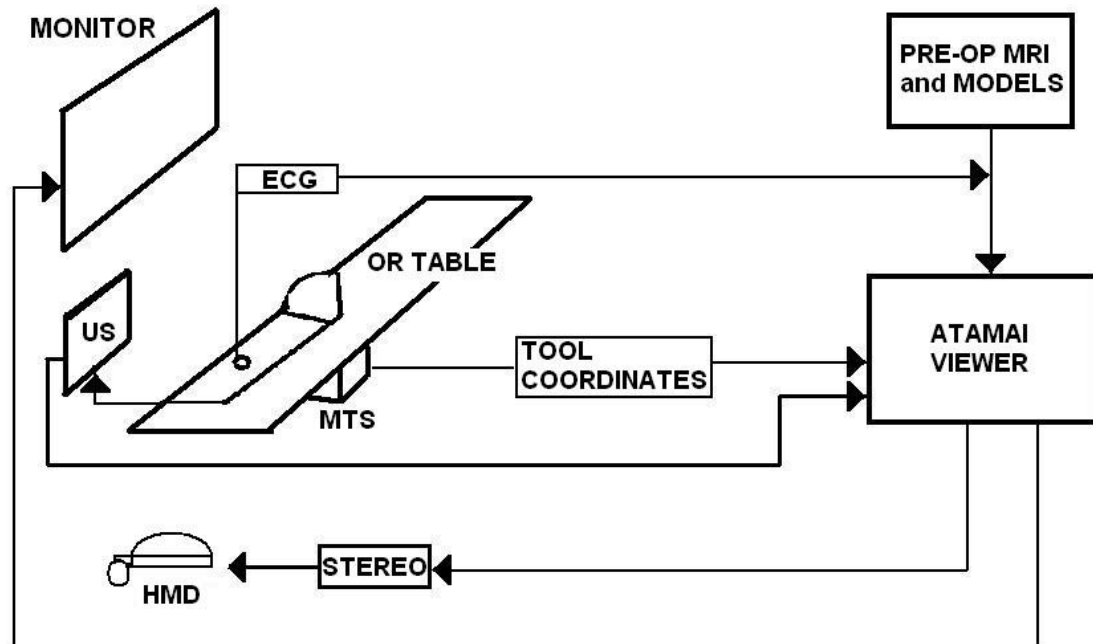 MONITOR
PRE-OP MRI
and MODELS
ECG
OR TABLE
US
TOOL
COORDINATES
ATAMAI
VIEWER
MTS
STEREO
HMD